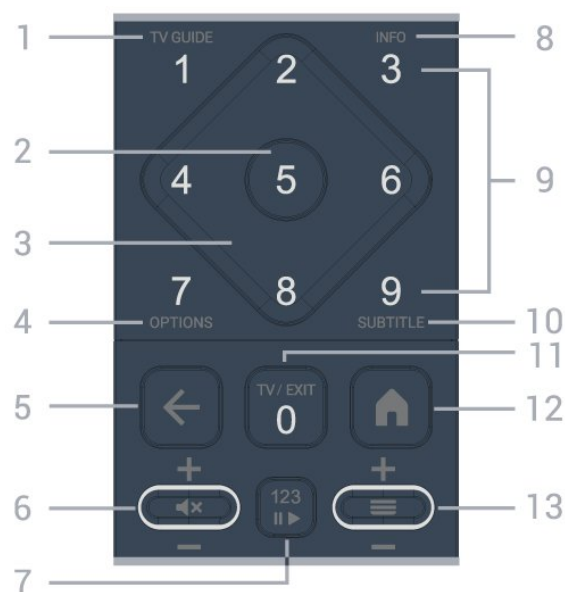 1 TV GUIDE INFO 8
1 2 3
2 4 5 6 9
3
7 8 9
4 OPTIONS SUBTITLE 10
11
5 TV / EXIT 12
0
+ +
6 13
123
- -
7